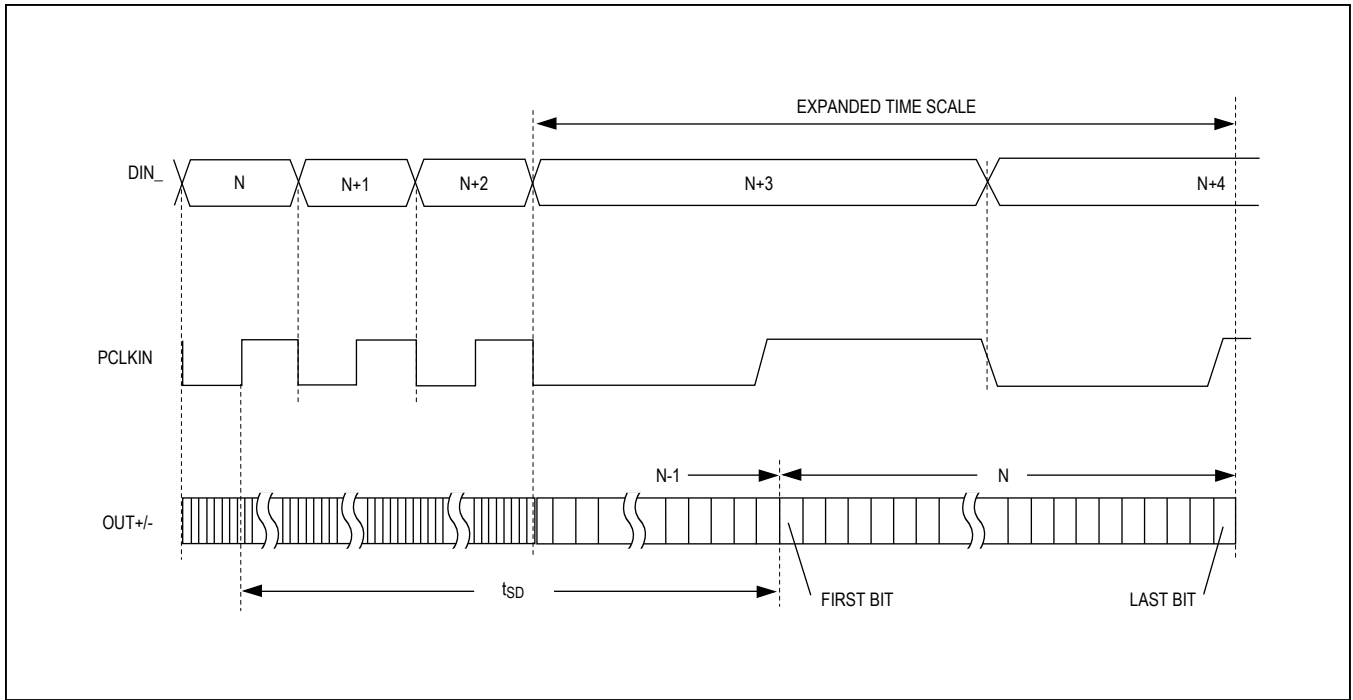 EXPANDED TIME SCALE
DIN_
N
N+1
N+2
N+3
N+4
PCLKIN
N-1
N
OUT+/-
tSD
FIRST BIT
LAST BIT